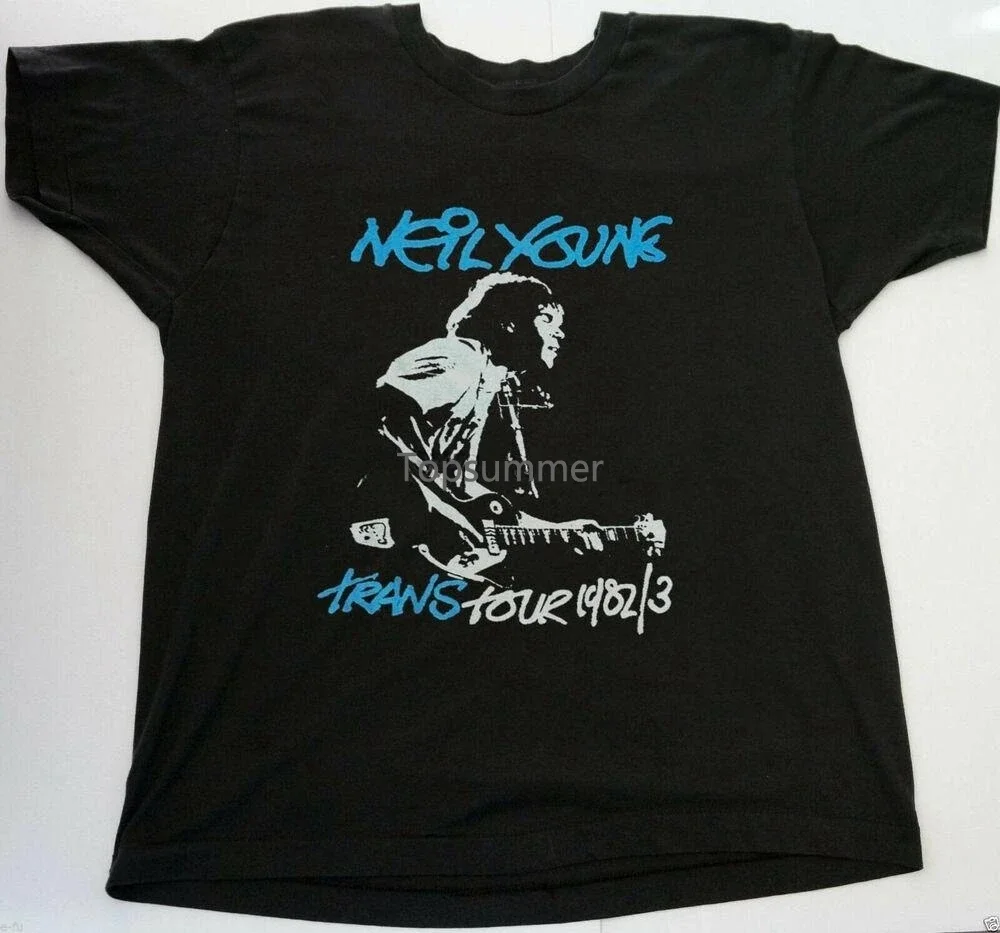 NEIL YOUNG
Topsummer
TRANS TOUR 1982/3